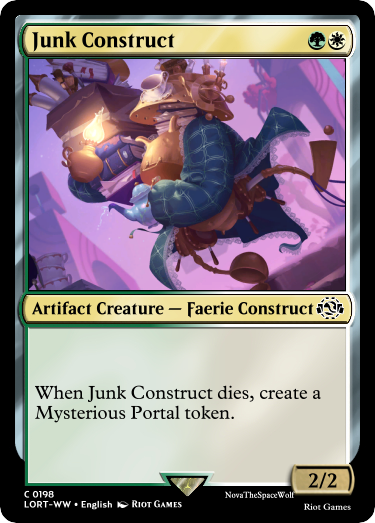 Junk Construct
Artifact Creature — Faerie Construct
When Junk Construct dies, create a
Mysterious Portal token.
2/2
C 0198
LORT-WW • English Riot Games
NovaTheSpaceWolf
Riot Games